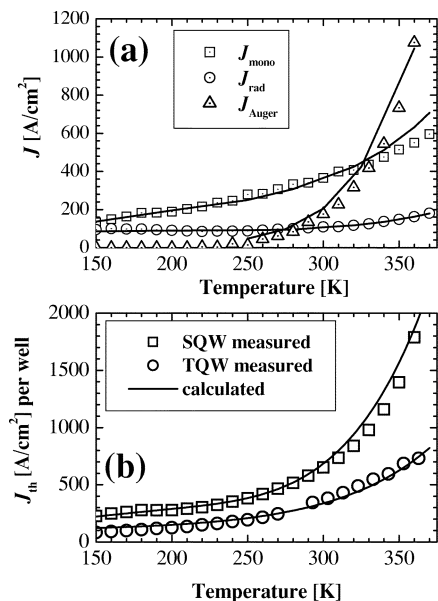 1200
1000
800
600
400
200
0
J [A/cm²]
(a)
J_mono
J_rad
J_Auger
150 200 250 300 350
Temperature [K]
2000
1500
1000
500
0
J_th [A/cm²] per well
SQW measured
TQW measured
calculated
(b)
150 200 250 300 350
Temperature [K]